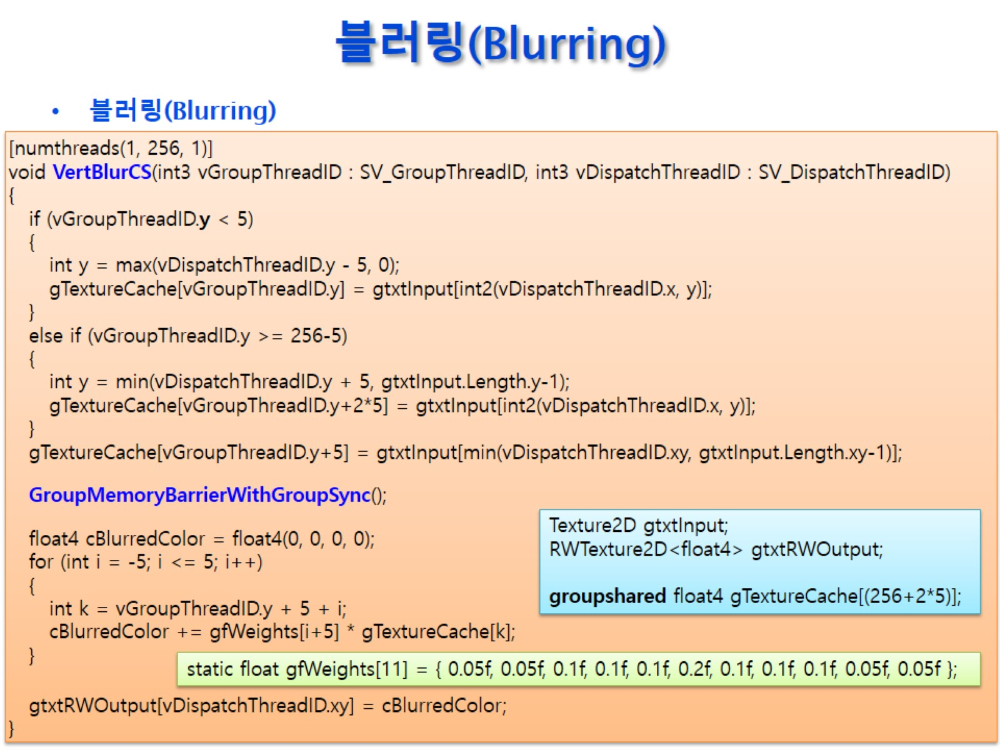 블러링(Blurring)
• 블러링(Blurring)
[numthreads(1, 256, 1)]
void VertBlurCS(int3 vGroupThreadID : SV_GroupThreadID, int3 vDispatchThreadID : SV_DispatchThreadID)
{
if (vGroupThreadID.y < 5)
{
int y = max(vDispatchThreadID.y - 5, 0);
gTextureCache[vGroupThreadID.y] = gtxtInput[int2(vDispatchThreadID.x, y)];
}
else if (vGroupThreadID.y >= 256-5)
{
int y = min(vDispatchThreadID.y + 5, gtxtInput.Length.y-1);
gTextureCache[vGroupThreadID.y+2*5] = gtxtInput[int2(vDispatchThreadID.x, y)];
}
gTextureCache[vGroupThreadID.y+5] = gtxtInput[min(vDispatchThreadID.xy, gtxtInput.Length.xy-1)];
GroupMemoryBarrierWithGroupSync();
float4 cBlurredColor = float4(0, 0, 0, 0);
for (int i = -5; i <= 5; i++)
{
int k = vGroupThreadID.y + 5 + i;
cBlurredColor += gfWeights[i+5] * gTextureCache[k];
}
gtxtRWOutput[vDispatchThreadID.xy] = cBlurredColor;
}
Texture2D gtxtInput;
RWTexture2D<float4> gtxtRWOutput;
groupshared float4 gTextureCache[(256+2*5)];
static float gfWeights[11] = { 0.05f, 0.05f, 0.1f, 0.1f, 0.1f, 0.2f, 0.1f, 0.1f, 0.1f, 0.05f, 0.05f };